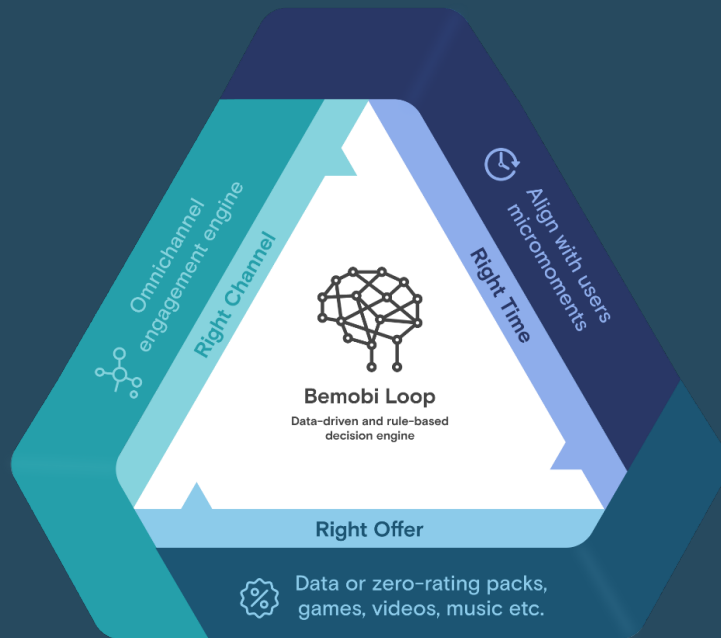 Omnichannel
engagement engine
Right Channel
Align with users
micromoments
Right Time
Bemobi Loop
Data-driven and rule-based
decision engine
Right Offer
Data or zero-rating packs,
games, videos, music etc.